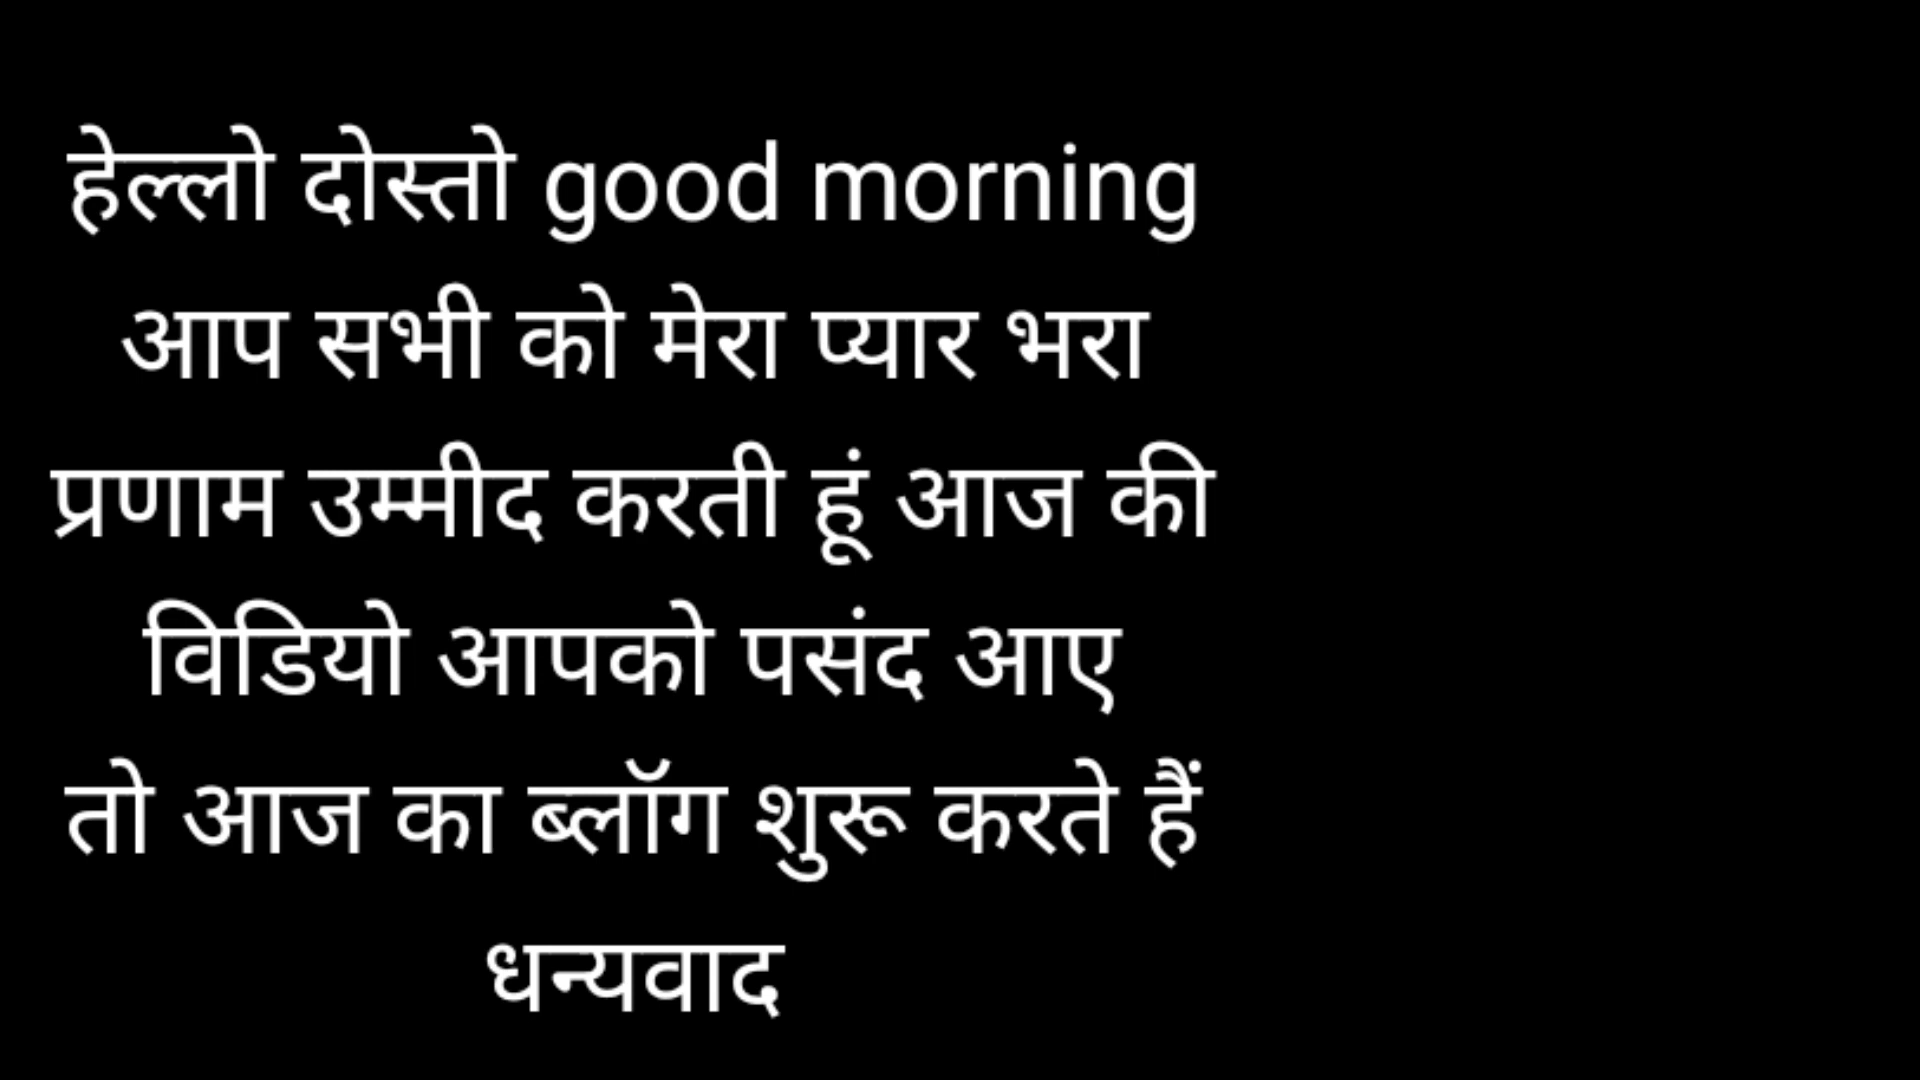 हेल्लो दोस्तो good morning
आप सभी को मेरा प्यार भरा
प्रणाम उम्मीद करती हूं आज की
विडियो आपको पसंद आए
तो आज का ब्लॉग शुरू करते हैं
धन्यवाद